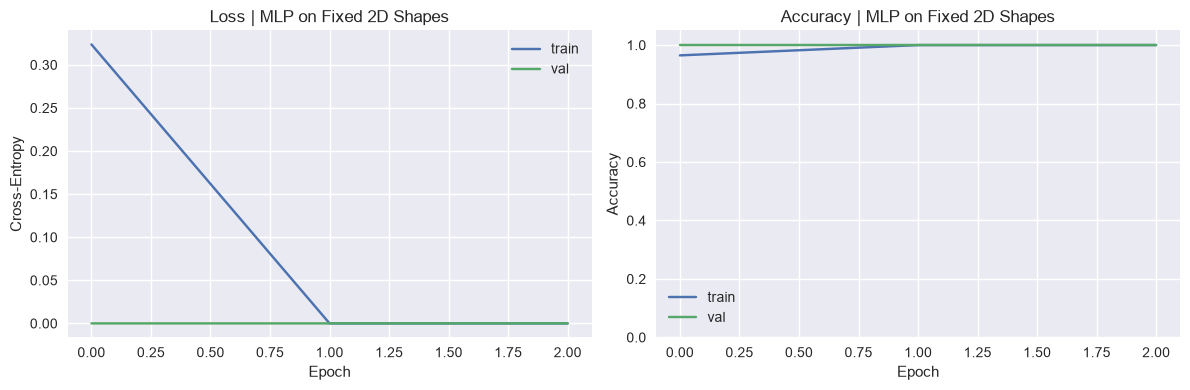 Loss | MLP on Fixed 2D Shapes
Cross-Entropy
0.30
0.25
0.20
0.15
0.10
0.05
0.00
train
val
0.00 0.25 0.50 0.75 1.00 1.25 1.50 1.75 2.00
Epoch
Accuracy | MLP on Fixed 2D Shapes
Accuracy
1.0
0.8
0.6
0.4
0.2
0.0
train
val
0.00 0.25 0.50 0.75 1.00 1.25 1.50 1.75 2.00
Epoch